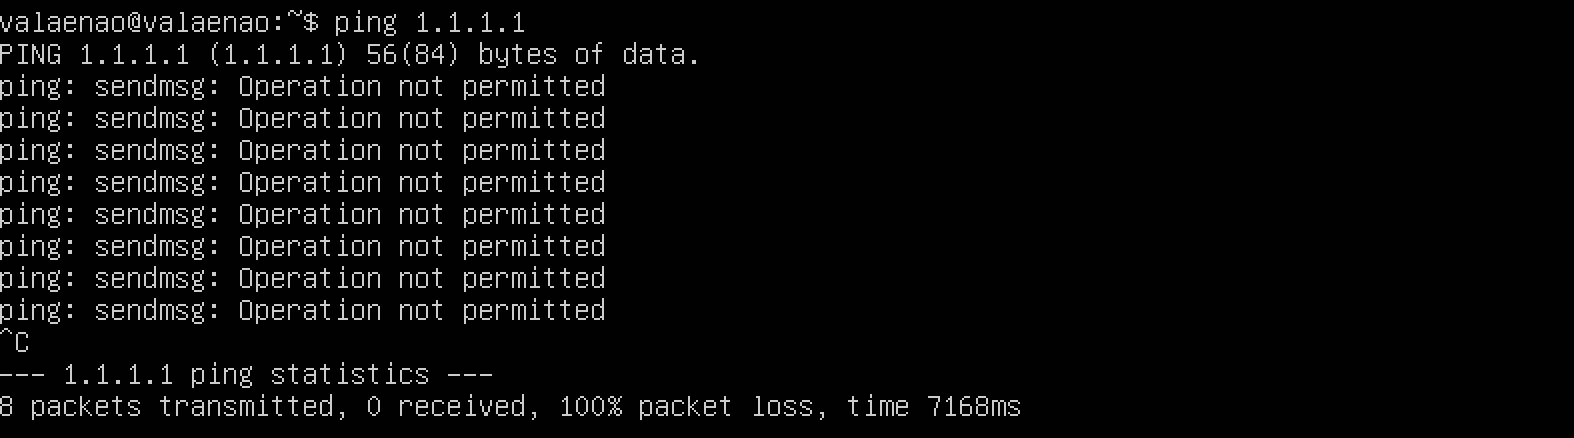 valaenao@valaenao:~$ ping 1.1.1.1
PING 1.1.1.1 (1.1.1.1) 56(84) bytes of data.
ping: sendmsg: Operation not permitted
ping: sendmsg: Operation not permitted
ping: sendmsg: Operation not permitted
ping: sendmsg: Operation not permitted
ping: sendmsg: Operation not permitted
ping: sendmsg: Operation not permitted
ping: sendmsg: Operation not permitted
ping: sendmsg: Operation not permitted
^C
--- 1.1.1.1 ping statistics ---
8 packets transmitted, 0 received, 100% packet loss, time 7168ms